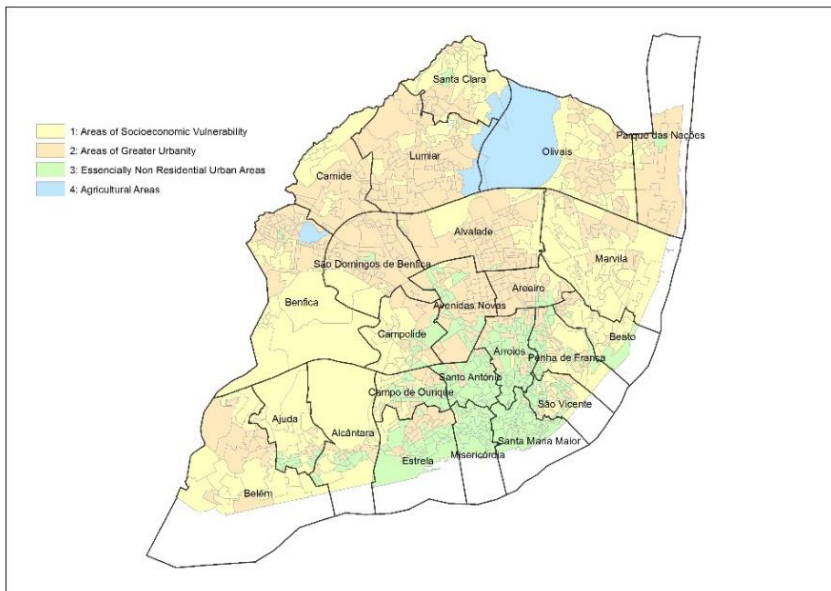 Santa Clara
1: Areas of Socioeconomic Vulnerability
2: Areas of Greater Urbanity
3: Essencially Non Residential Urban Areas
4: Agricultural Areas
Parque das Nações
Olivais
Lumiar
Carnide
Alvalade
São Domingos de Benfica
Marvila
Areeiro
Benfica
Avenidas Novas
Campolide
Beato
Arroios
Penha de França
Santo António
Campo de Ourique
São Vicente
Ajuda
Alcântara
Santa Maria Maior
Misericórdia
Estrela
Belém